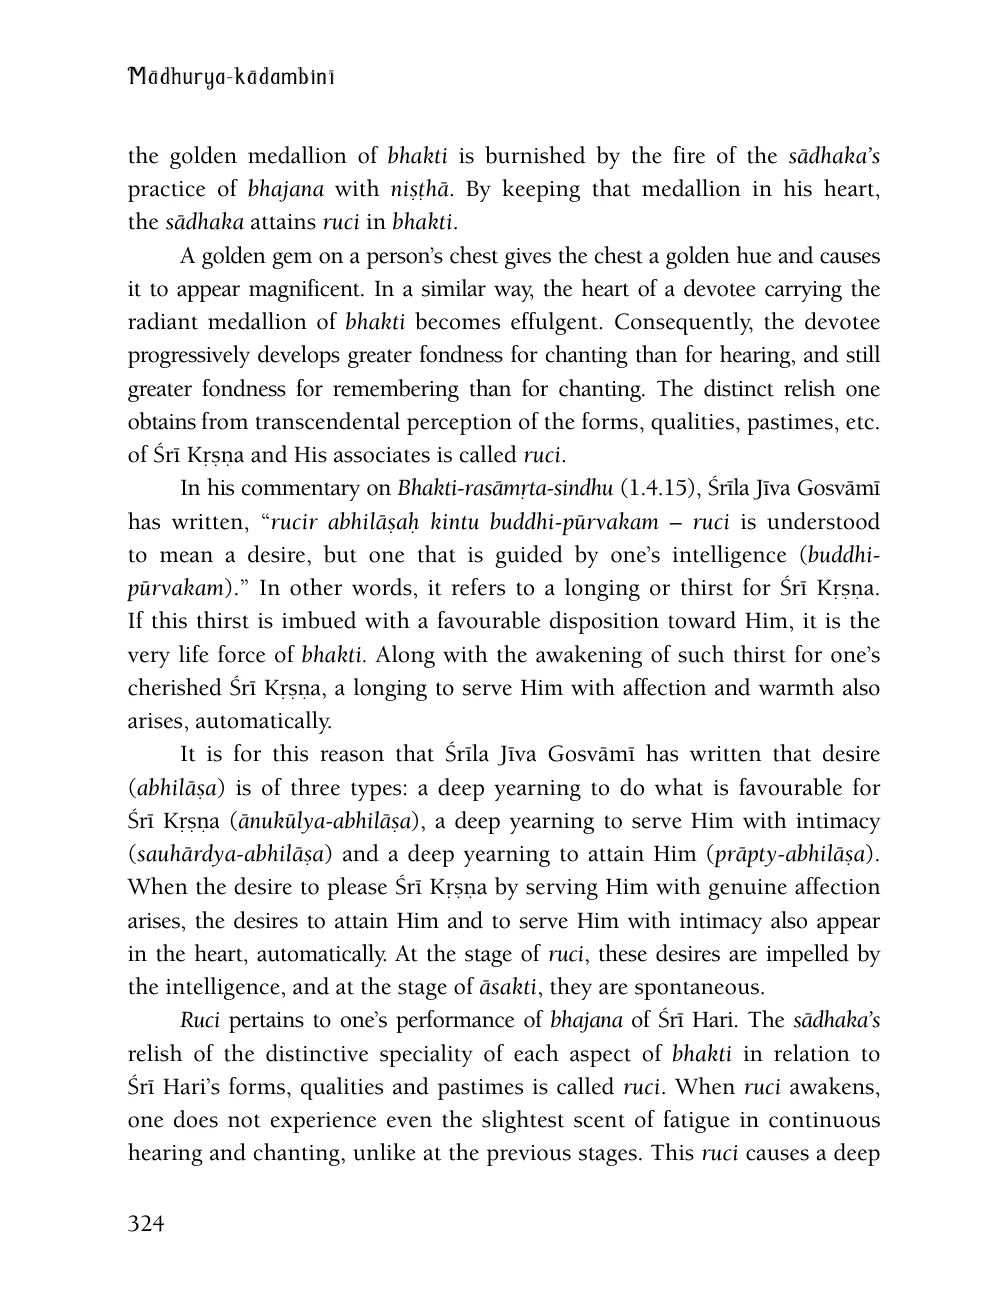 Mādhurya-kādambinī
the golden medallion of bhakti is burnished by the fire of the sādhaka’s
practice of bhajana with niṣṭhā. By keeping that medallion in his heart,
the sādhaka attains ruci in bhakti.
A golden gem on a person’s chest gives the chest a golden hue and causes
it to appear magnificent. In a similar way, the heart of a devotee carrying the
radiant medallion of bhakti becomes effulgent. Consequently, the devotee
progressively develops greater fondness for chanting than for hearing, and still
greater fondness for remembering than for chanting. The distinct relish one
obtains from transcendental perception of the forms, qualities, pastimes, etc.
of Śrī Kṛṣṇa and His associates is called ruci.
In his commentary on Bhakti-rasāmṛta-sindhu (1.4.15), Śrīla Jīva Gosvāmī
has written, “rucir abhilāṣaḥ kintu buddhi-pūrvakam – ruci is understood
to mean a desire, but one that is guided by one’s intelligence (buddhi-
pūrvakam).” In other words, it refers to a longing or thirst for Śrī Kṛṣṇa.
If this thirst is imbued with a favourable disposition toward Him, it is the
very life force of bhakti. Along with the awakening of such thirst for one’s
cherished Śrī Kṛṣṇa, a longing to serve Him with affection and warmth also
arises, automatically.
It is for this reason that Śrīla Jīva Gosvāmī has written that desire
(abhilāṣa) is of three types: a deep yearning to do what is favourable for
Śrī Kṛṣṇa (ānukūlya-abhilāṣa), a deep yearning to serve Him with intimacy
(sauhārdya-abhilāṣa) and a deep yearning to attain Him (prāpty-abhilāṣa).
When the desire to please Śrī Kṛṣṇa by serving Him with genuine affection
arises, the desires to attain Him and to serve Him with intimacy also appear
in the heart, automatically. At the stage of ruci, these desires are impelled by
the intelligence, and at the stage of āsakti, they are spontaneous.
Ruci pertains to one’s performance of bhajana of Śrī Hari. The sādhaka’s
relish of the distinctive speciality of each aspect of bhakti in relation to
Śrī Hari’s forms, qualities and pastimes is called ruci. When ruci awakens,
one does not experience even the slightest scent of fatigue in continuous
hearing and chanting, unlike at the previous stages. This ruci causes a deep
324